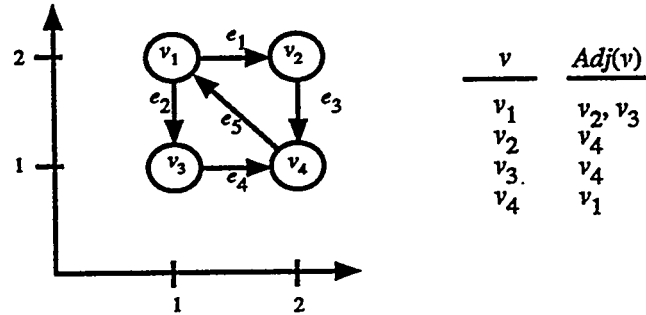 2
1
1 2
v₁ e₁ v₂
e₂ e₅ e₃
v₃ e₄ v₄
v Adj(v)
v₁ v₂, v₃
v₂ v₄
v₃. v₄
v₄ v₁